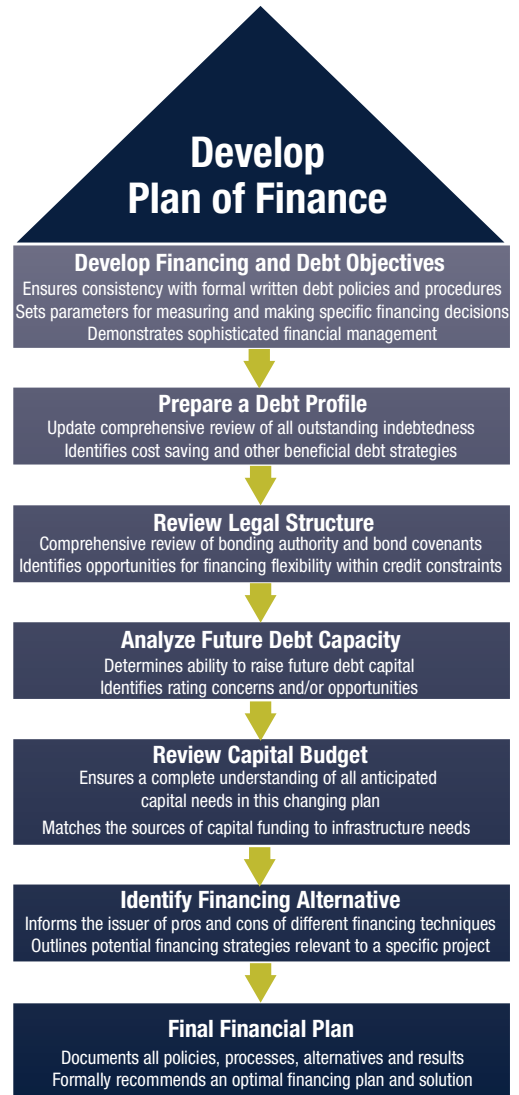 Develop
Plan of Finance
Develop Financing and Debt Objectives
Ensures consistency with formal written debt policies and procedures
Sets parameters for measuring and making specific financing decisions
Demonstrates sophisticated financial management
Prepare a Debt Profile
Update comprehensive review of all outstanding indebtedness
Identifies cost saving and other beneficial debt strategies
Review Legal Structure
Comprehensive review of bonding authority and bond covenants
Identifies opportunities for financing flexibility within credit constraints
Analyze Future Debt Capacity
Determines ability to raise future debt capital
Identifies rating concerns and/or opportunities
Review Capital Budget
Ensures a complete understanding of all anticipated
capital needs in this changing plan
Matches the sources of capital funding to infrastructure needs
Identify Financing Alternative
Informs the issuer of pros and cons of different financing techniques
Outlines potential financing strategies relevant to a specific project
Final Financial Plan
Documents all policies, processes, alternatives and results
Formally recommends an optimal financing plan and solution